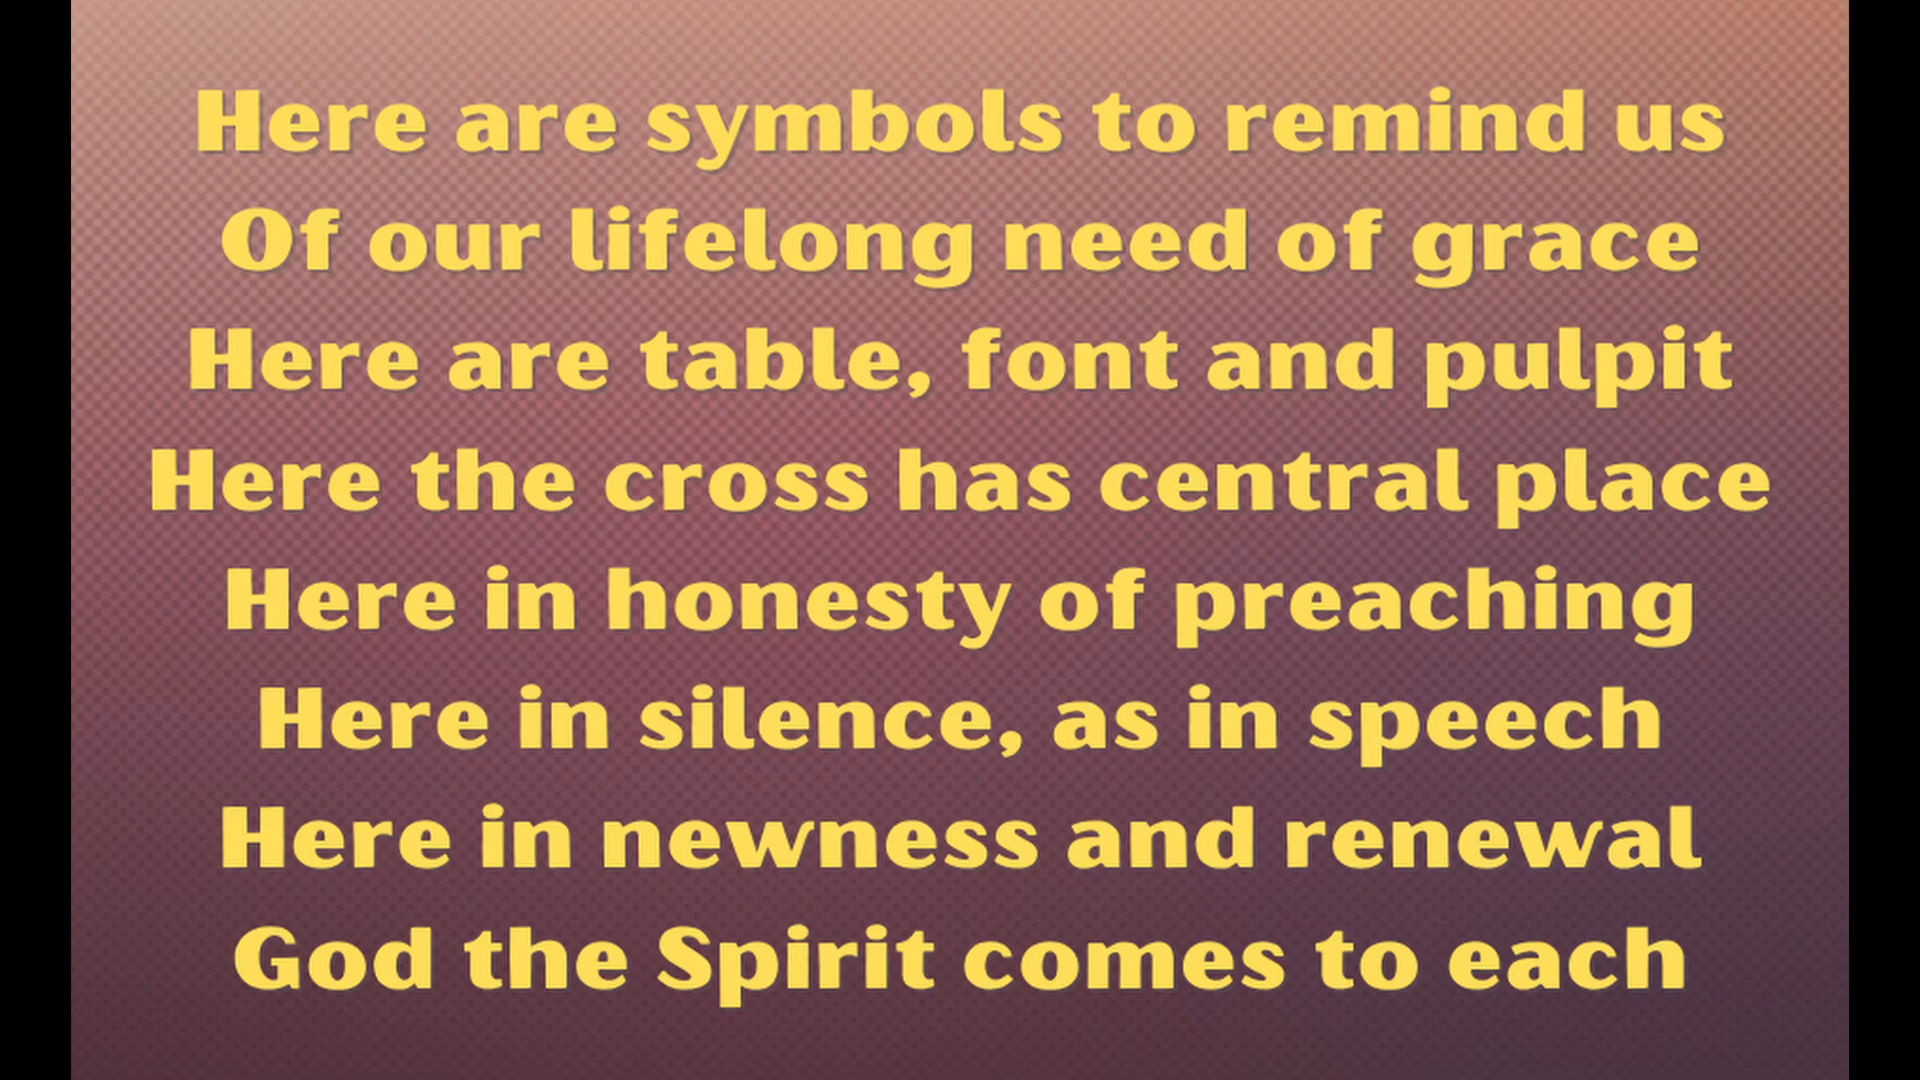 Here are symbols to remind us
Of our lifelong need of grace
Here are table, font and pulpit
Here the cross has central place
Here in honesty of preaching
Here in silence, as in speech
Here in newness and renewal
God the Spirit comes to each